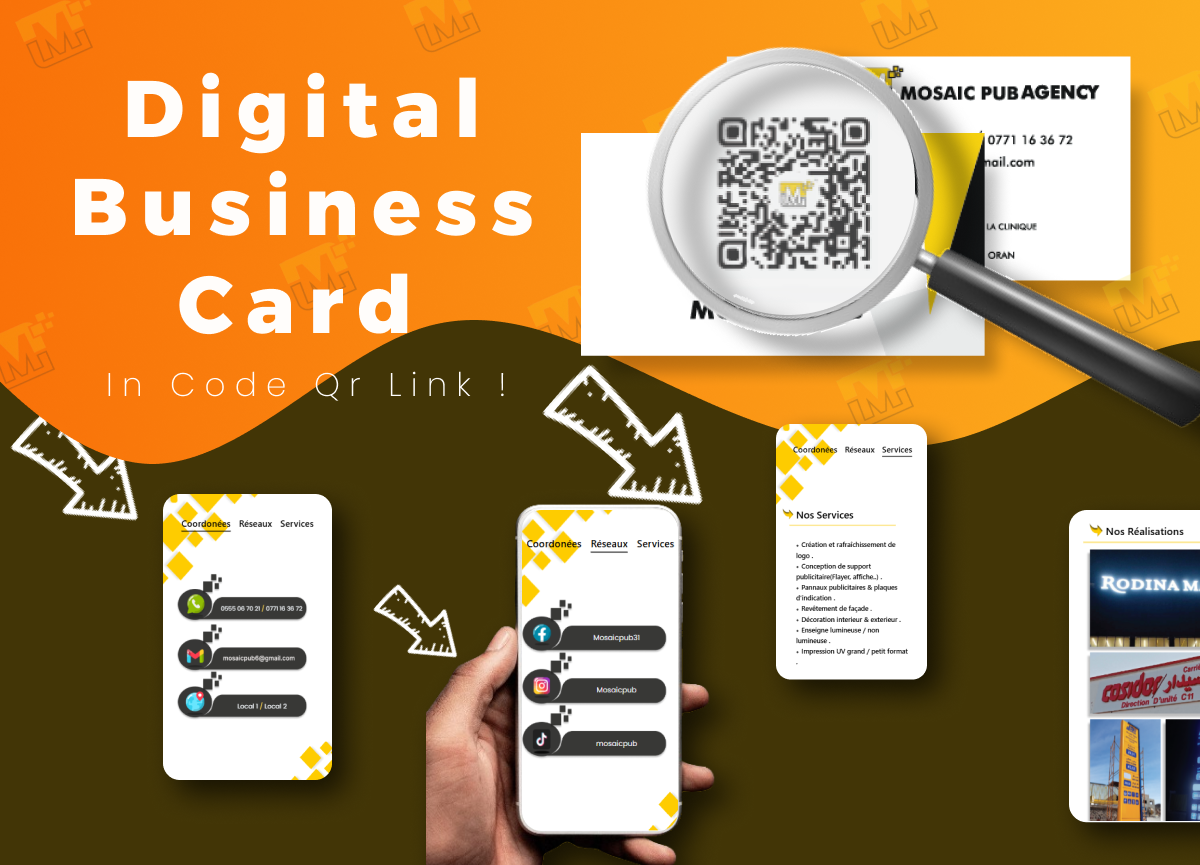 Digital
Business
Card
In Code Qr Link !
MOSAIC PUB AGENCY
0771 16 36 72
mail.com
LA CLINIQUE
ORAN
Coordonées Réseaux Services
0555 06 70 21 / 0771 16 36 72
mosaicpub6@gmail.com
Local 1 / Local 2
Coordonées Réseaux Services
Mosaicpub31
Mosaicpub
mosaicpub
Coordonées Réseaux Services
Nos Services
• Création et rafraichissement de
logo .
• Conception de support
publicitaire(Flayer, affiche..) .
• Pannaux publicitaires & plaques
d'indication .
• Revêtement de façade .
• Décoration interieur & exterieur .
• Enseigne lumineuse / non
lumineuse .
• Impression UV grand / petit format
.
Nos Réalisations
RODINA MA
Direction D'unité C11